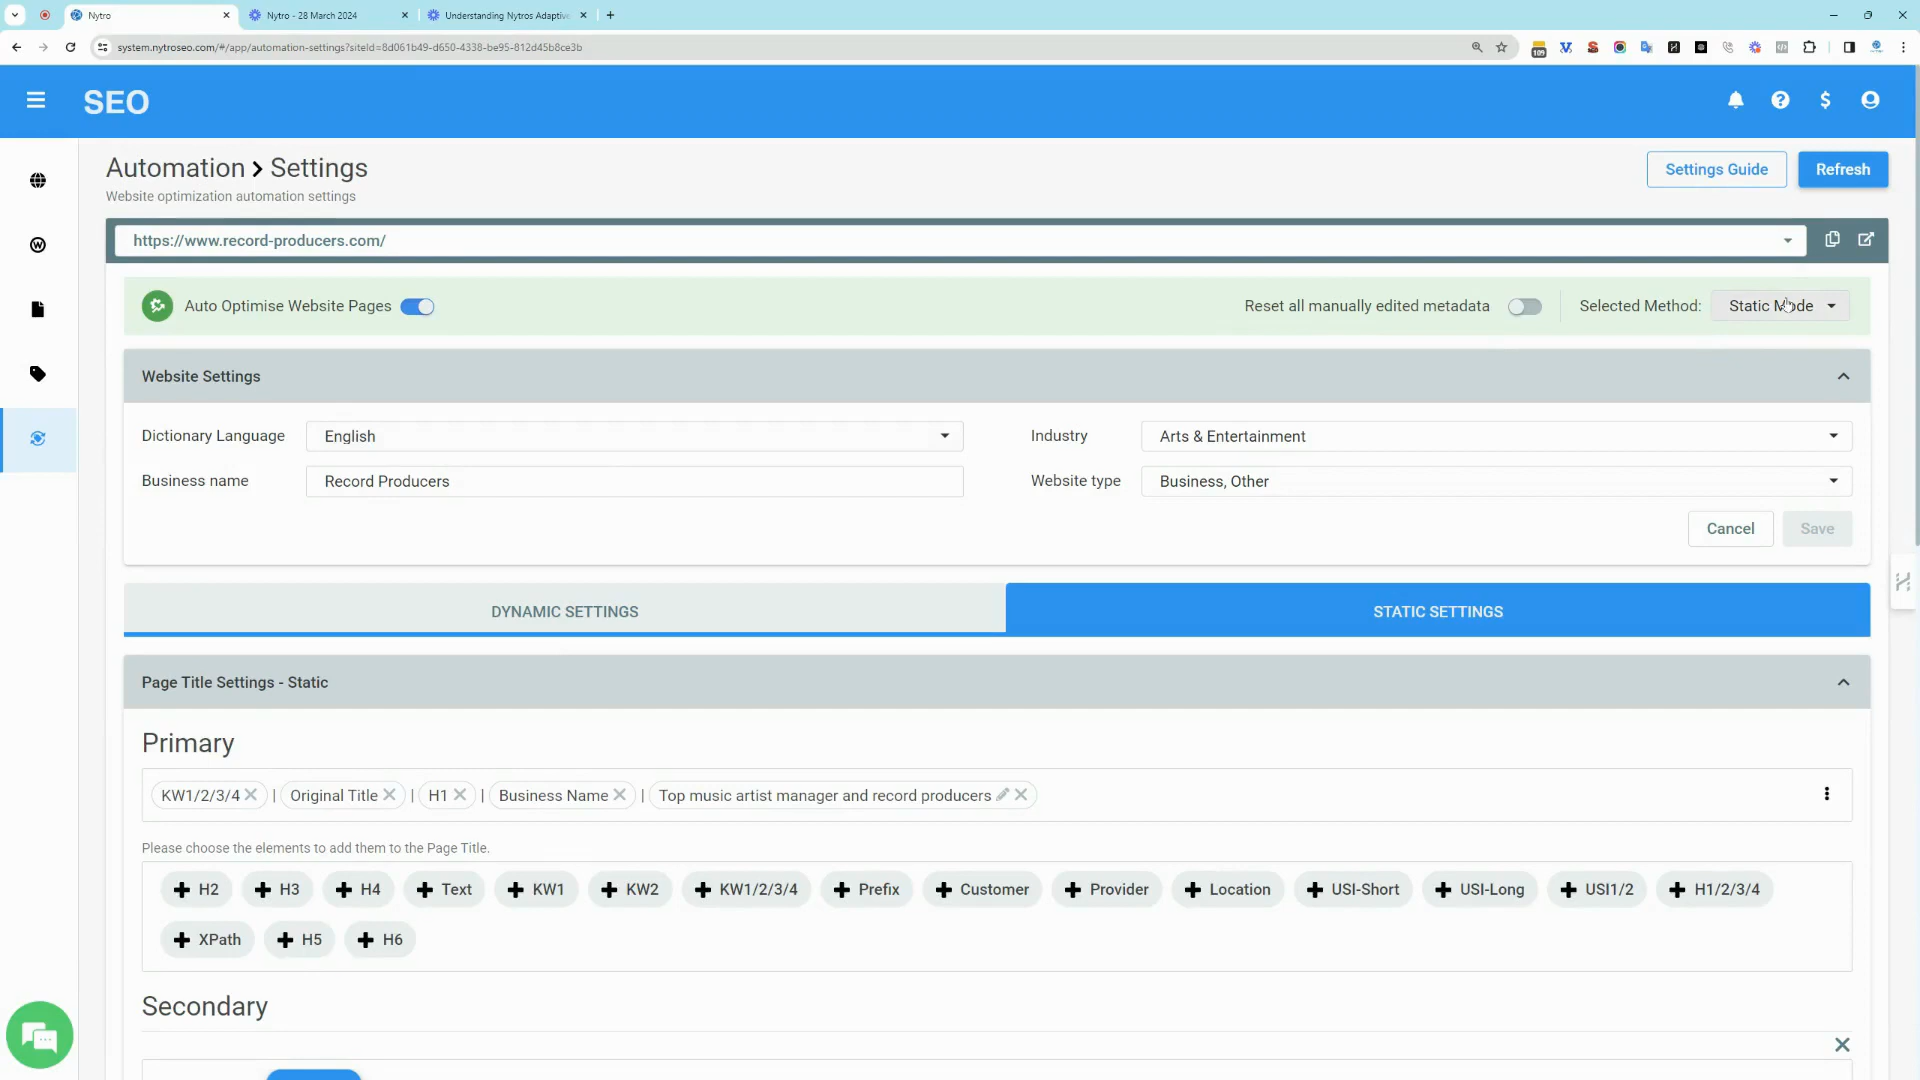 Nytro
Nytro - 28 March 2024
Understanding Nytros Adaptive
system.nytroseo.com/#/app/automation-settings?siteId=8d061b49-d650-4338-be95-812d45b8ce3b
109
SEO
Automation > Settings
Website optimization automation settings
Settings Guide
Refresh
https://www.record-producers.com/
Auto Optimise Website Pages
Reset all manually edited metadata
Selected Method:
Static Mode
Website Settings
Dictionary Language
English
Industry
Arts & Entertainment
Business name
Record Producers
Website type
Business, Other
Cancel
Save
DYNAMIC SETTINGS
STATIC SETTINGS
Page Title Settings - Static
Primary
KW1/2/3/4 | Original Title | H1 | Business Name | Top music artist manager and record producers
Please choose the elements to add them to the Page Title.
H2 H3 H4 Text KW1 KW2 KW1/2/3/4 Prefix Customer Provider Location USI-Short USI-Long USI1/2 H1/2/3/4
XPath H5 H6
Secondary